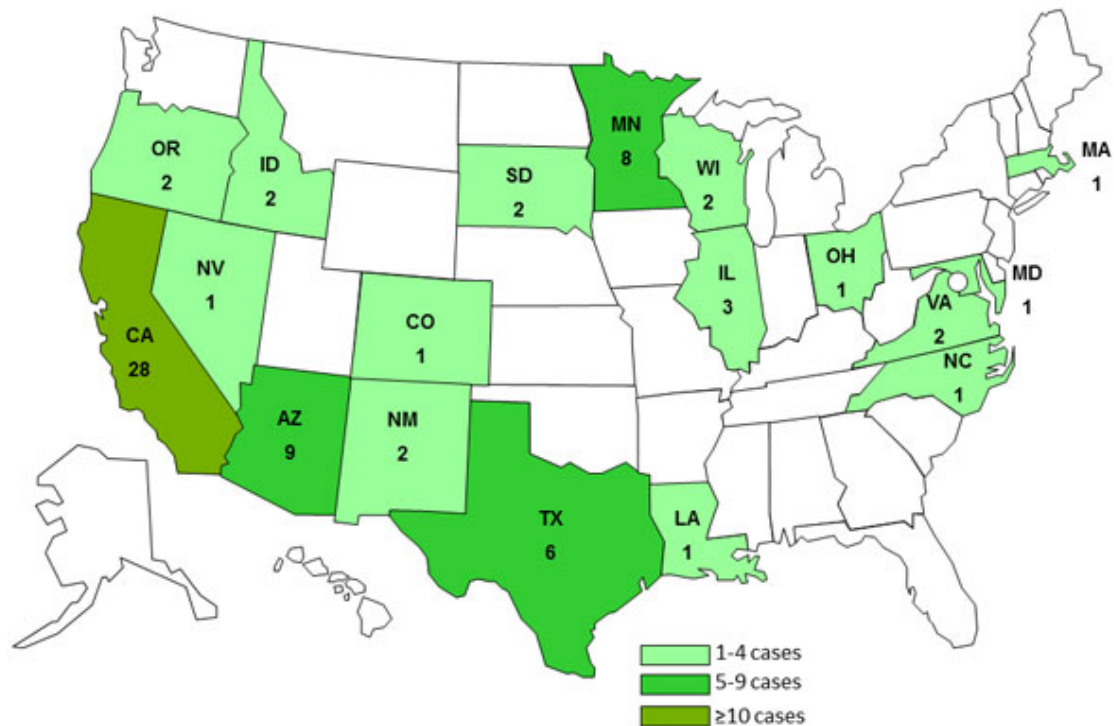 MN
8
OR
2
ID
2
SD
2
WI
2
MA
1
NV
1
IL
3
OH
1
MD
1
VA
2
CO
1
CA
28
NC
1
AZ
9
NM
2
TX
6
LA
1
1-4 cases
5-9 cases
≥10 cases